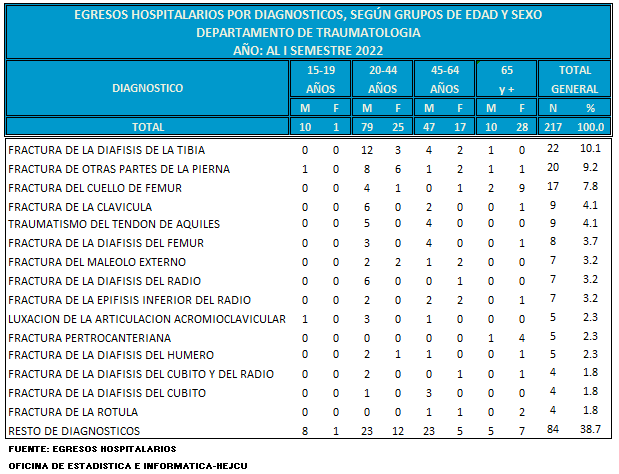 EGRESOS HOSPITALARIOS POR DIAGNOSTICOS, SEGÚN GRUPOS DE EDAD Y SEXO
DEPARTAMENTO DE TRAUMATOLOGIA
AÑO: AL I SEMESTRE 2022
DIAGNOSTICO 15-19 AÑOS 20-44 AÑOS 45-64 AÑOS 65 y + TOTAL GENERAL
M F M F M F M F N %
TOTAL 10 1 79 25 47 17 10 28 217 100.0
FRACTURA DE LA DIAFISIS DE LA TIBIA 0 0 12 3 4 2 1 0 22 10.1
FRACTURA DE OTRAS PARTES DE LA PIERNA 1 0 8 6 1 2 1 1 20 9.2
FRACTURA DEL CUELLO DE FEMUR 0 0 4 1 0 1 2 9 17 7.8
FRACTURA DE LA CLAVICULA 0 0 6 0 2 0 0 1 9 4.1
TRAUMATISMO DEL TENDON DE AQUILES 0 0 5 0 4 0 0 0 9 4.1
FRACTURA DE LA DIAFISIS DEL FEMUR 0 0 3 0 4 0 0 1 8 3.7
FRACTURA DEL MALEOLO EXTERNO 0 0 2 2 1 2 0 0 7 3.2
FRACTURA DE LA DIAFISIS DEL RADIO 0 0 6 0 0 1 0 0 7 3.2
FRACTURA DE LA EPIFISIS INFERIOR DEL RADIO 0 0 2 0 2 2 0 1 7 3.2
LUXACION DE LA ARTICULACION ACROMIOCLAVICULAR 1 0 3 0 1 0 0 0 5 2.3
FRACTURA PERTROCANTERIANA 0 0 0 0 0 0 1 4 5 2.3
FRACTURA DE LA DIAFISIS DEL HUMERO 0 0 2 1 1 0 0 1 5 2.3
FRACTURA DE LA DIAFISIS DEL CUBITO Y DEL RADIO 0 0 2 0 0 1 0 1 4 1.8
FRACTURA DE LA DIAFISIS DEL CUBITO 0 0 1 0 3 0 0 0 4 1.8
FRACTURA DE LA ROTULA 0 0 0 0 1 1 0 2 4 1.8
RESTO DE DIAGNOSTICOS 8 1 23 12 23 5 5 7 84 38.7
FUENTE: EGRESOS HOSPITALARIOS
OFICINA DE ESTADISTICA E INFORMATICA-HEJCU